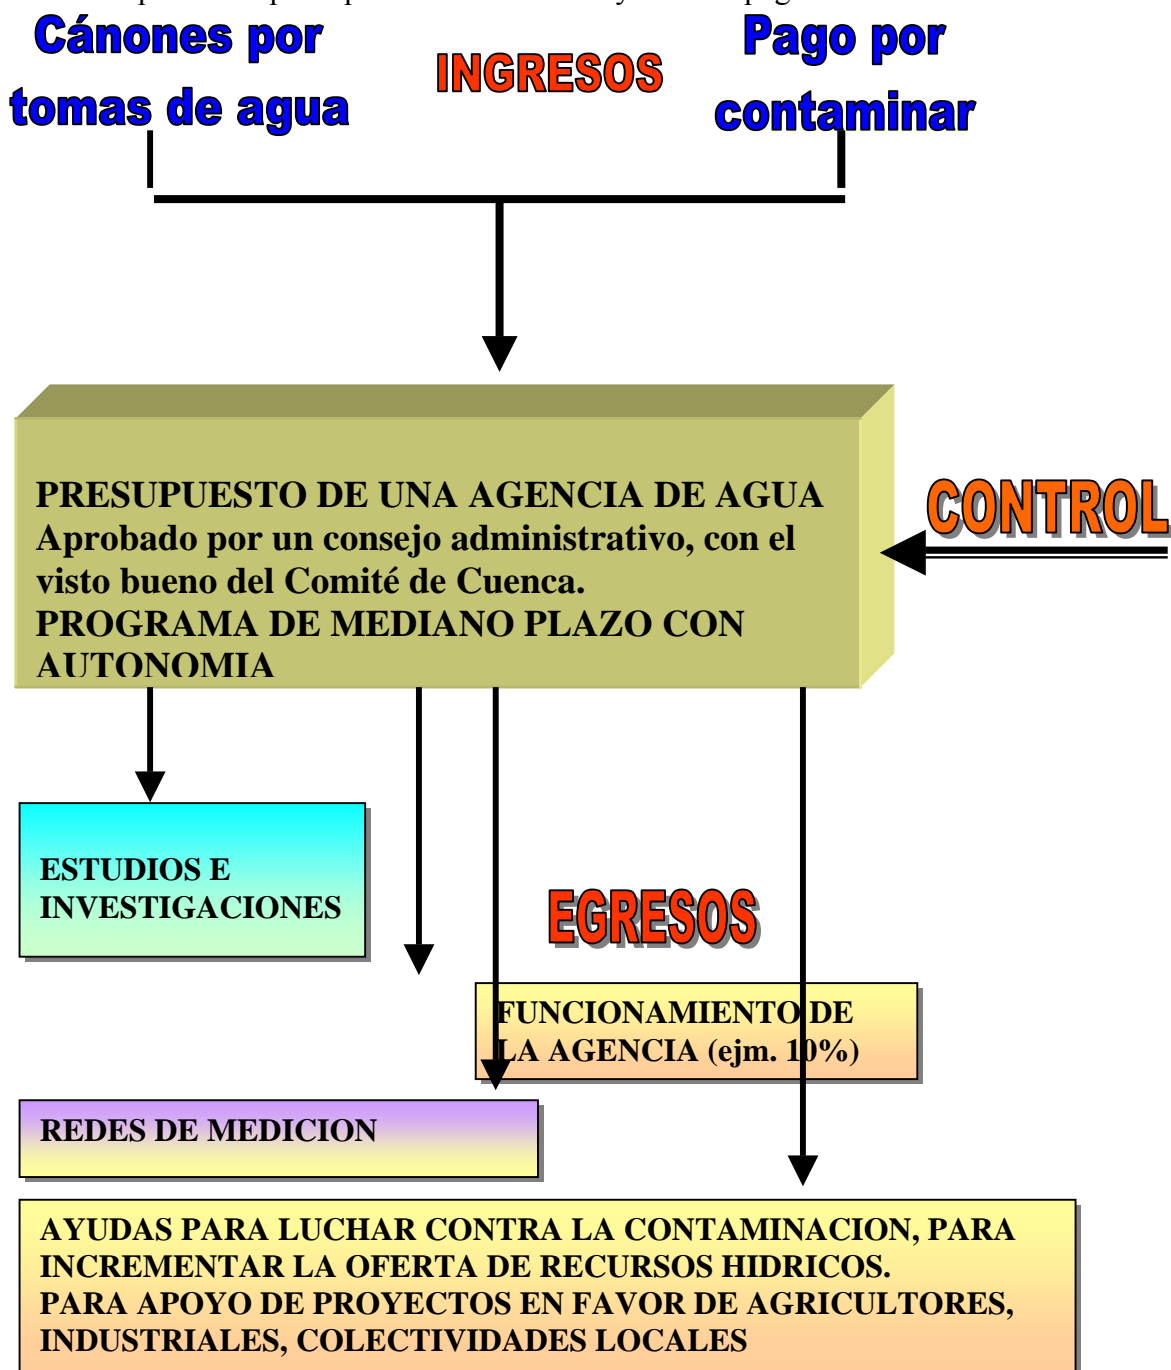 Cánones por
tomas de agua
INGRESOS
Pago por
contaminar
PRESUPUESTO DE UNA AGENCIA DE AGUA
Aprobado por un consejo administrativo, con el
visto bueno del Comité de Cuenca.
PROGRAMA DE MEDIANO PLAZO CON
AUTONOMIA
CONTROL
ESTUDIOS E
INVESTIGACIONES
EGRESOS
FUNCIONAMIENTO DE
LA AGENCIA (ejm. 10%)
REDES DE MEDICION
AYUDAS PARA LUCHAR CONTRA LA CONTAMINACION, PARA
INCREMENTAR LA OFERTA DE RECURSOS HIDRICOS.
PARA APOYO DE PROYECTOS EN FAVOR DE AGRICULTORES,
INDUSTRIALES, COLECTIVIDADES LOCALES